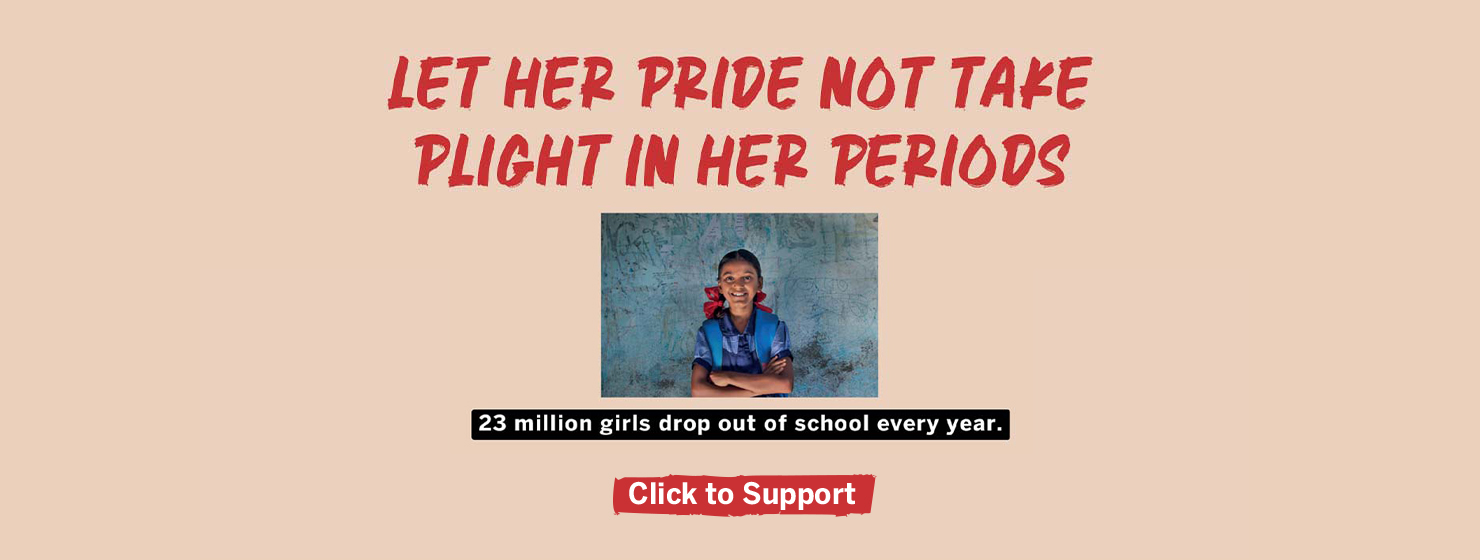 LET HER PRIDE NOT TAKE
PLIGHT IN HER PERIODS
23 million girls drop out of school every year.
Click to Support